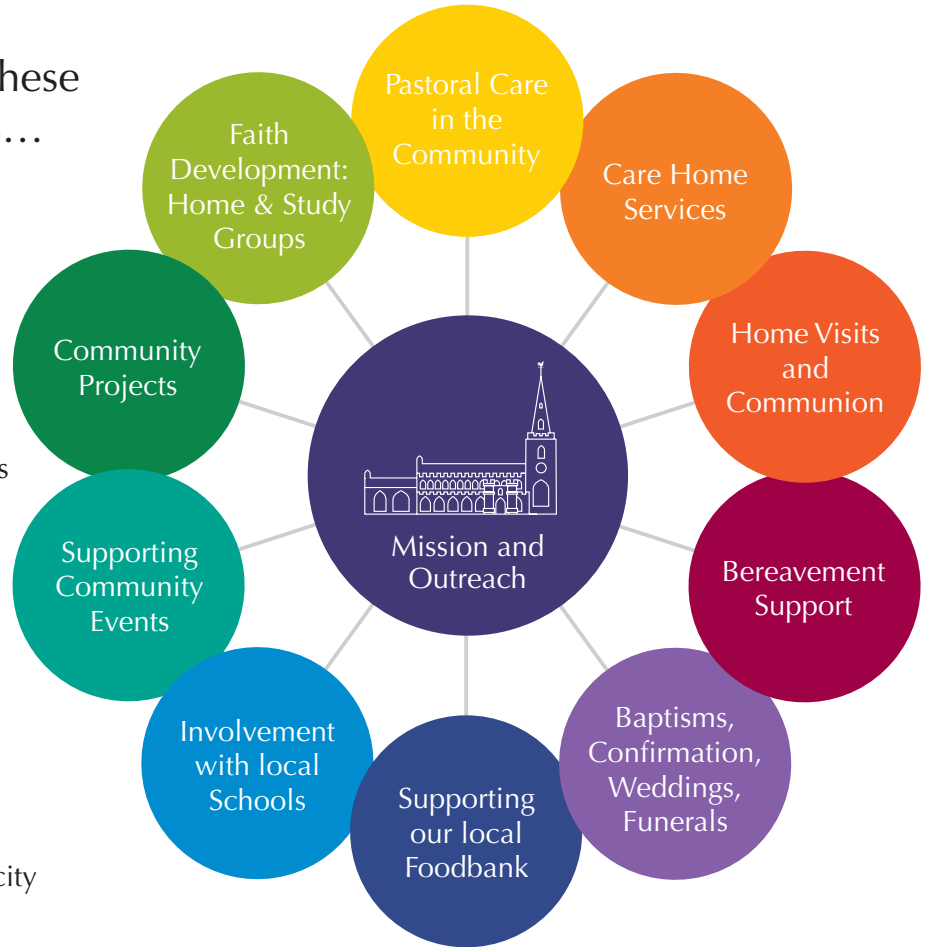 hese
…
s
city
Pastoral Care
in the
Community
Care Home
Services
Home Visits
and
Communion
Bereavement
Support
Baptisms,
Confirmation,
Weddings,
Funerals
Supporting
our local
Foodbank
Involvement
with local
Schools
Supporting
Community
Events
Community
Projects
Faith
Development:
Home & Study
Groups
Mission and
Outreach